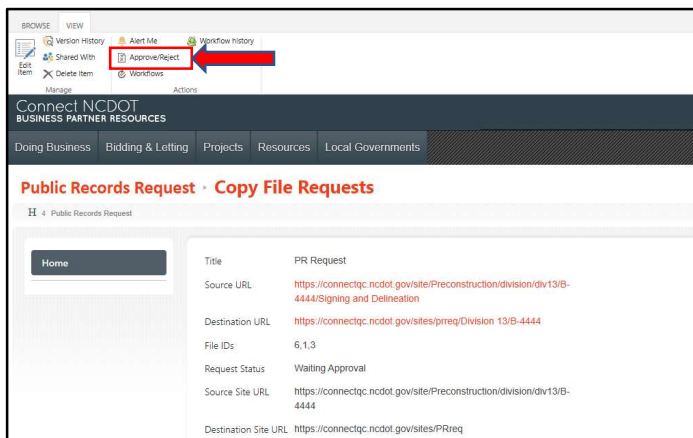 BROWSE VIEW
Version History Alert Me Workflow history
Edit Item Shared With Approve/Reject
Delete Item Workflows
Manage Actions
Connect NCDOT
BUSINESS PARTNER RESOURCES
Doing Business Bidding & Letting Projects Resources Local Governments
Public Records Request Copy File Requests
H 4 Public Records Request
Home
Title PR Request
Source URL https://connectqc.ncdot.gov/site/Preconstruction/division/div13/B-
4444/Signing and Delineation
Destination URL https://connectqc.ncdot.gov/sites/prreq/Division 13/B-4444
File IDs 6,1,3
Request Status Waiting Approval
Source Site URL https://connectqc.ncdot.gov/site/Preconstruction/division/div13/B-
4444
Destination Site URL https://connectqc.ncdot.gov/sites/PRreq